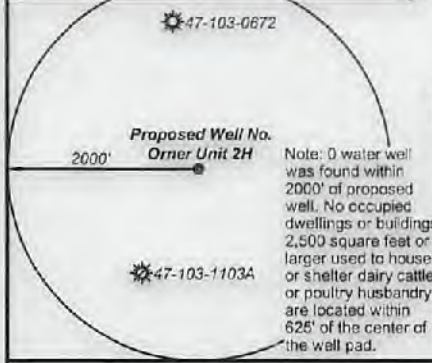 47-103-0672
Proposed Well No.
Orner Unit 2H
2000'
Note: 0 water well
was found within
2000' of proposed
well. No occupied
dwellings or buildings
2,500 square feet or
larger used to house
or shelter dairy cattle
or poultry husbandry
are located within
625' of the center of
the well pad.
47-103-1103A